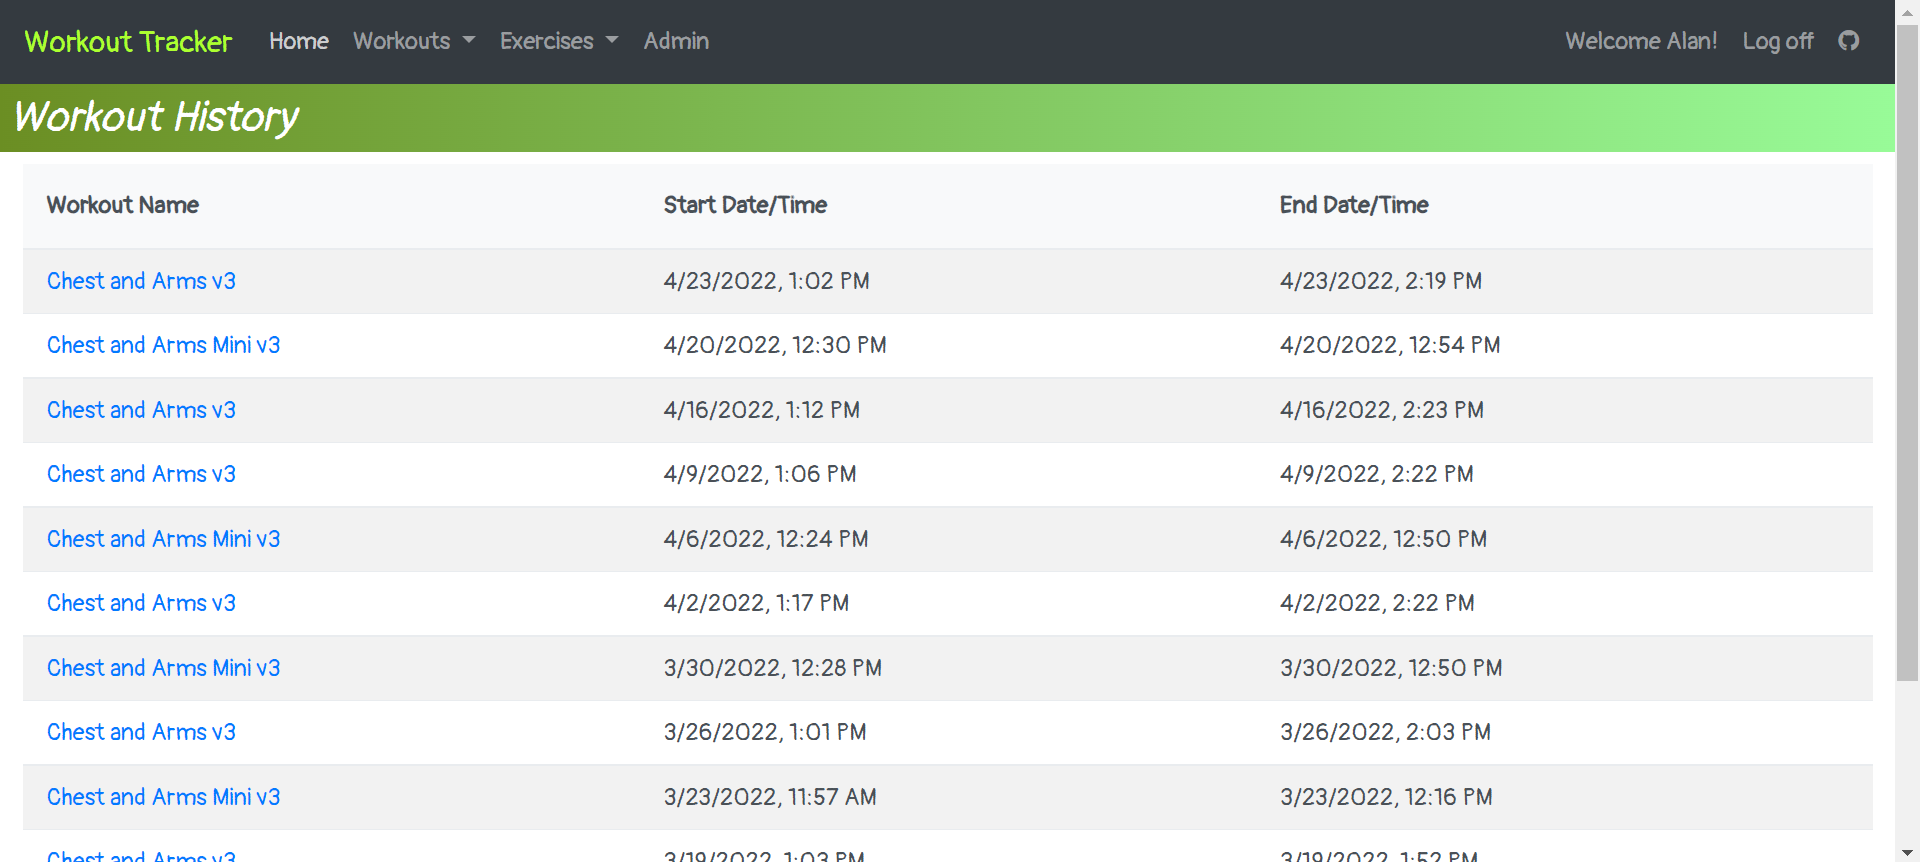 Workout Tracker Home Workouts Exercises Admin Welcome Alan! Log off
Workout History
Workout Name Start Date/Time End Date/Time
Chest and Arms v3 4/23/2022, 1:02 PM 4/23/2022, 2:19 PM
Chest and Arms Mini v3 4/20/2022, 12:30 PM 4/20/2022, 12:54 PM
Chest and Arms v3 4/16/2022, 1:12 PM 4/16/2022, 2:23 PM
Chest and Arms v3 4/9/2022, 1:06 PM 4/9/2022, 2:22 PM
Chest and Arms Mini v3 4/6/2022, 12:24 PM 4/6/2022, 12:50 PM
Chest and Arms v3 4/2/2022, 1:17 PM 4/2/2022, 2:22 PM
Chest and Arms Mini v3 3/30/2022, 12:28 PM 3/30/2022, 12:50 PM
Chest and Arms v3 3/26/2022, 1:01 PM 3/26/2022, 2:03 PM
Chest and Arms Mini v3 3/23/2022, 11:57 AM 3/23/2022, 12:16 PM
Chest and Arms v3 3/19/2022, 1:03 PM 3/19/2022, 1:52 PM